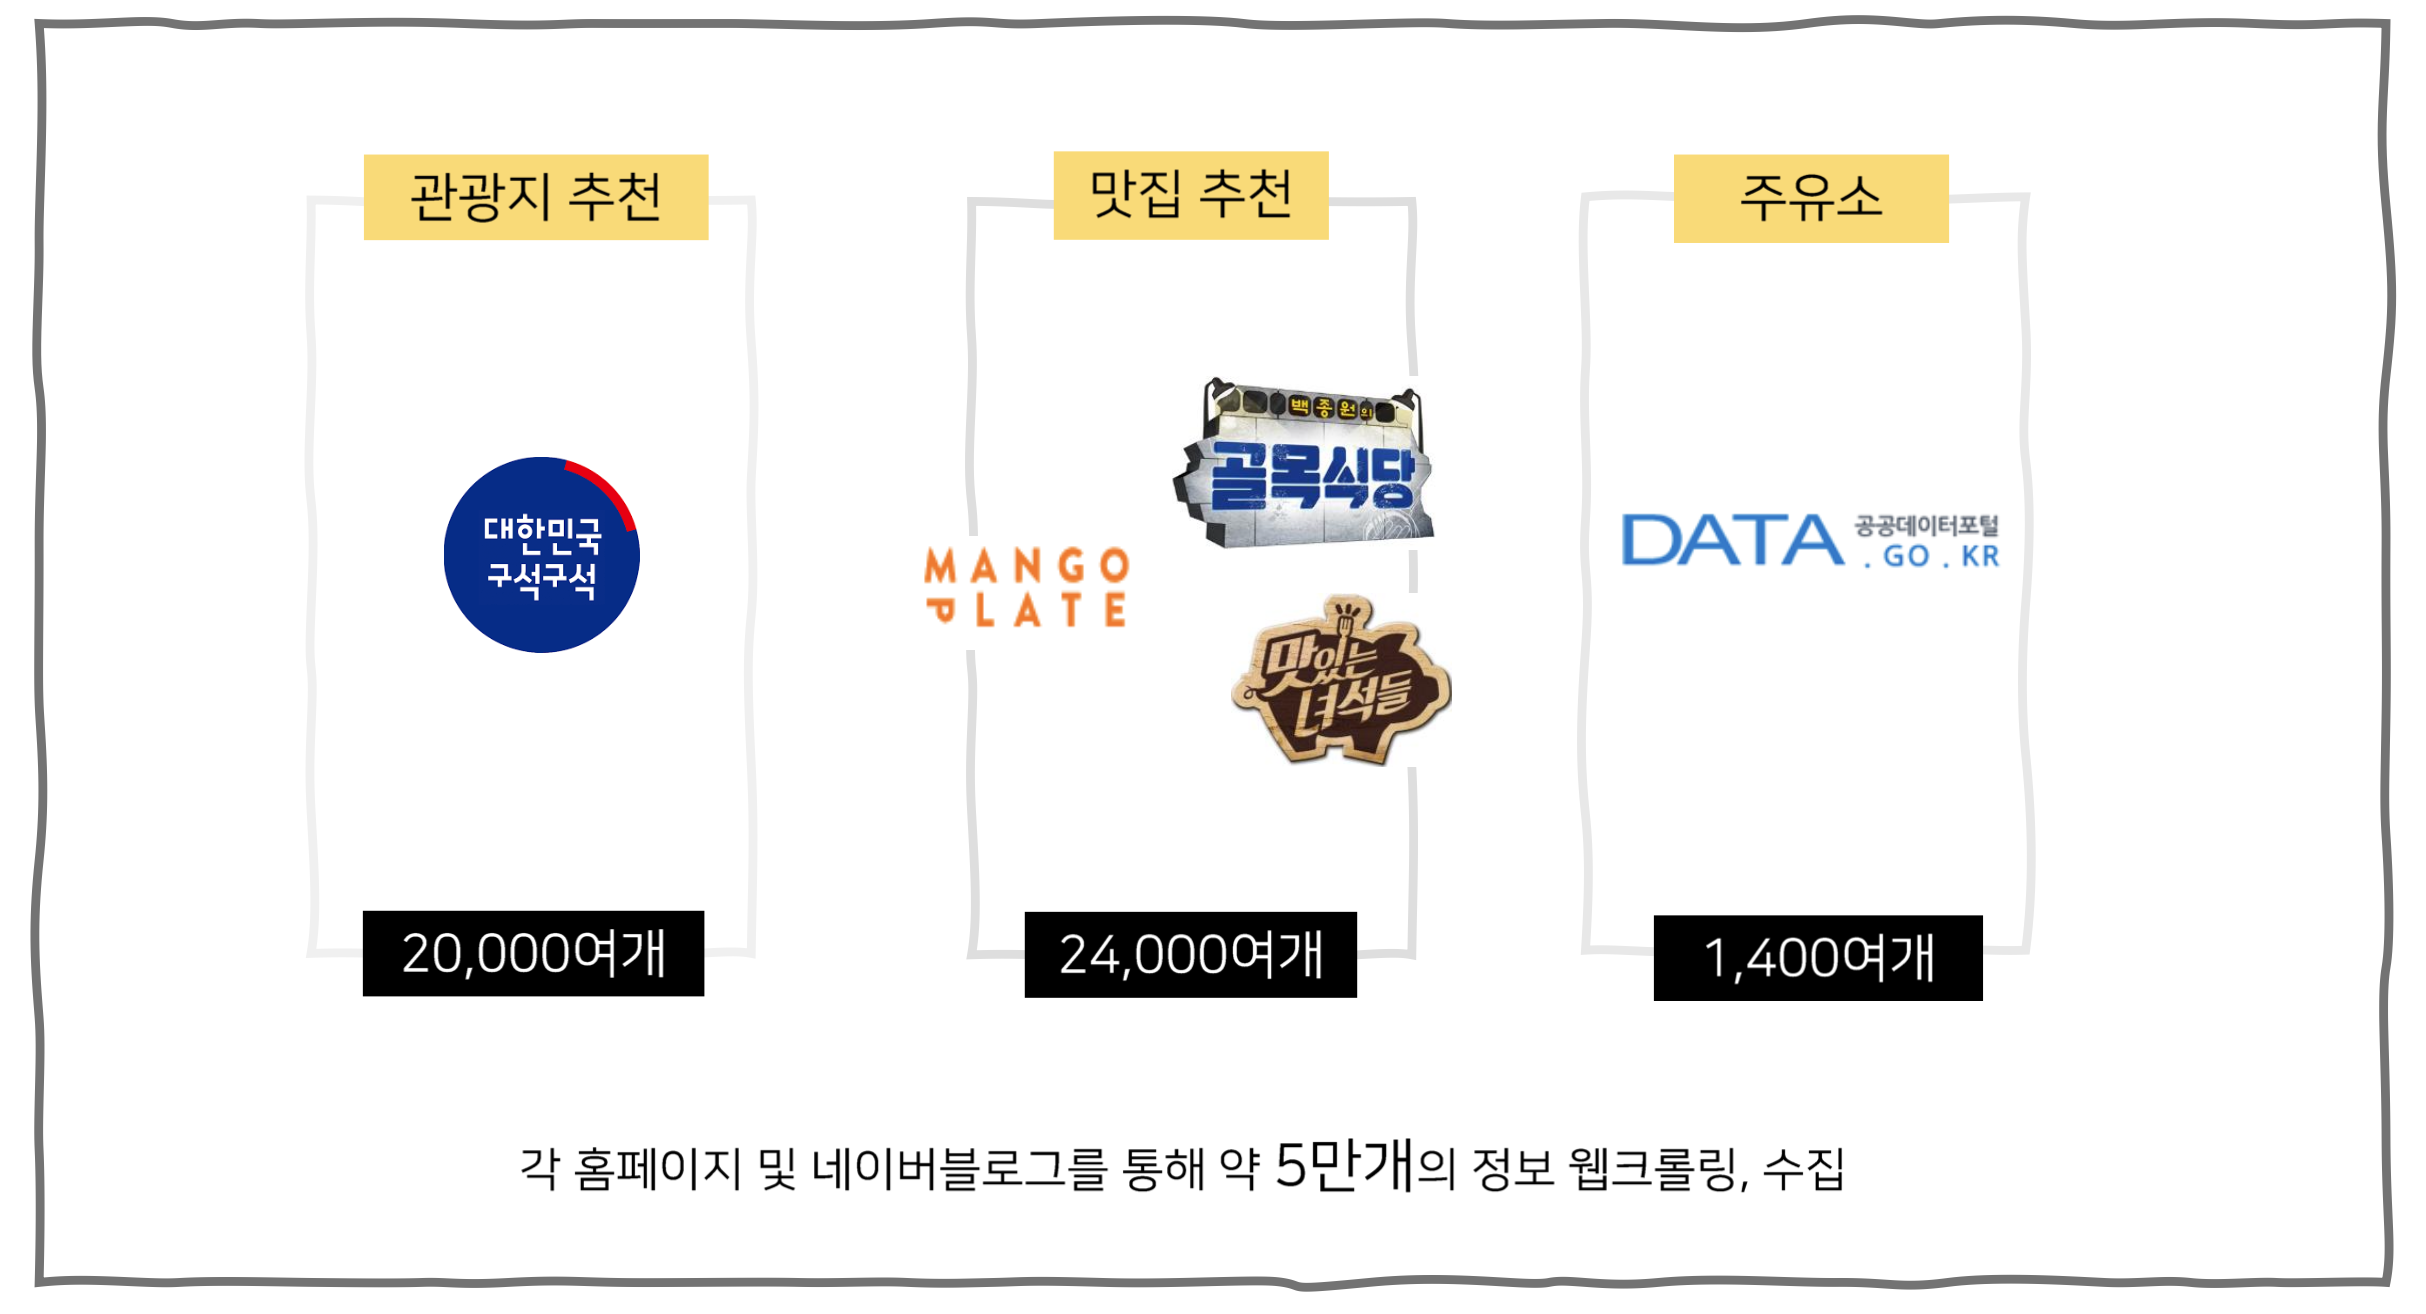 관광지 추천
맛집 추천
주유소
대한민국
구석구석
MANGO
PLATE
백종원의
골목식당
맛있는
녀석들
DATA 공공데이터포털
.GO.KR
20,000여개
24,000여개
1,400여개
각 홈페이지 및 네이버블로그를 통해 약 5만개의 정보 웹크롤링, 수집